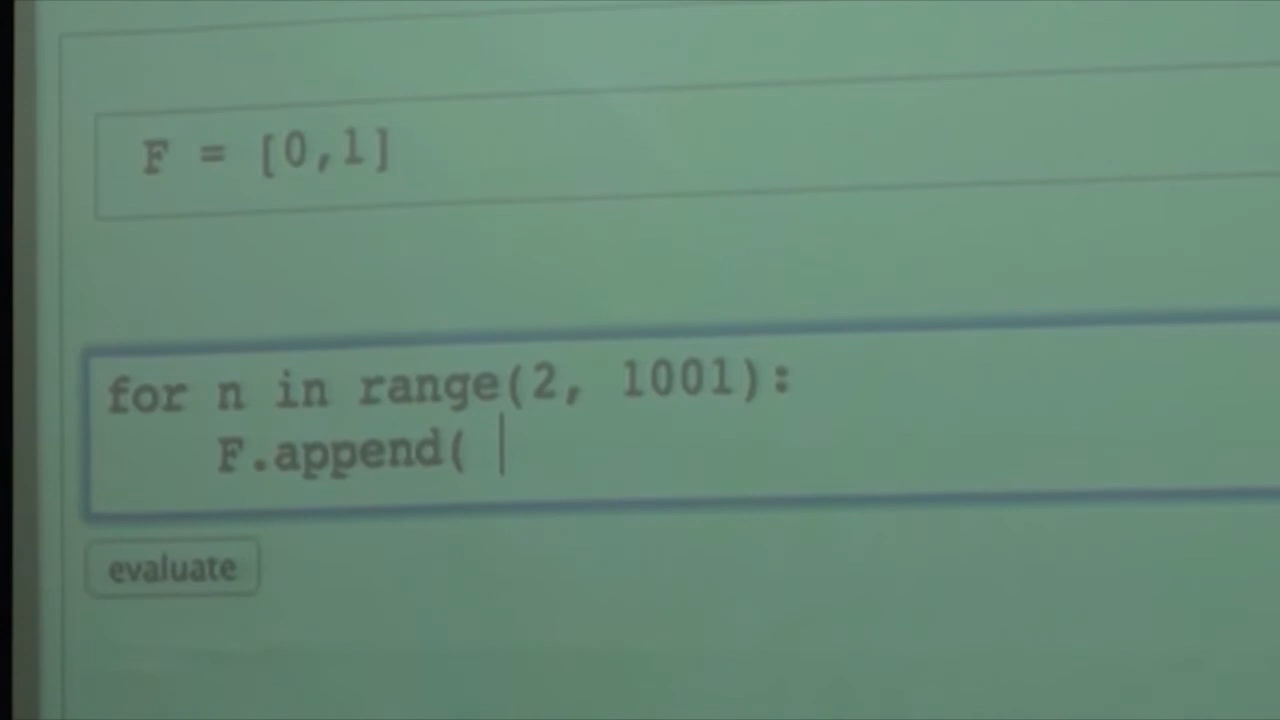 F = [0,1]
for n in range(2, 1001):
    F.append(
evaluate